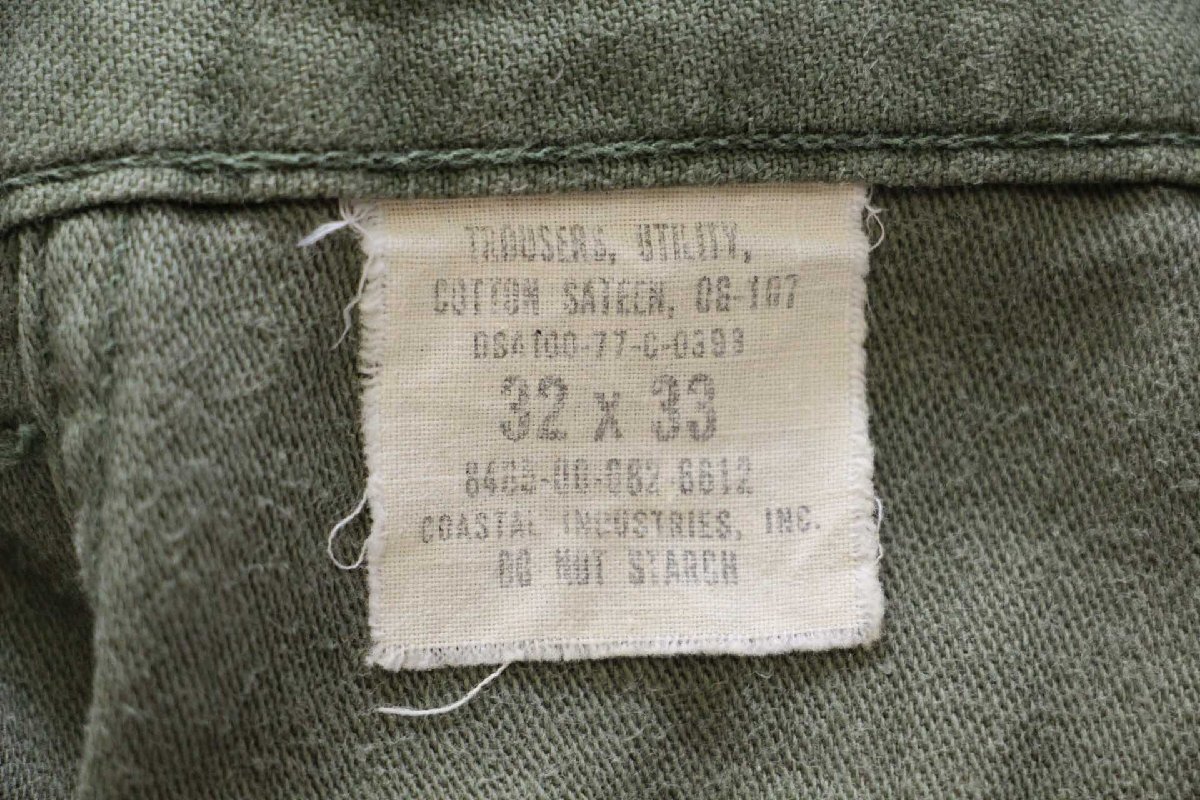 TROUSERS, UTILITY,
COTTON SATEEN, OG-107
DSA100-77-C-0393
32 X 33
8405-00-082-6612
COASTAL INDUSTRIES, INC.
DO NOT STARCH